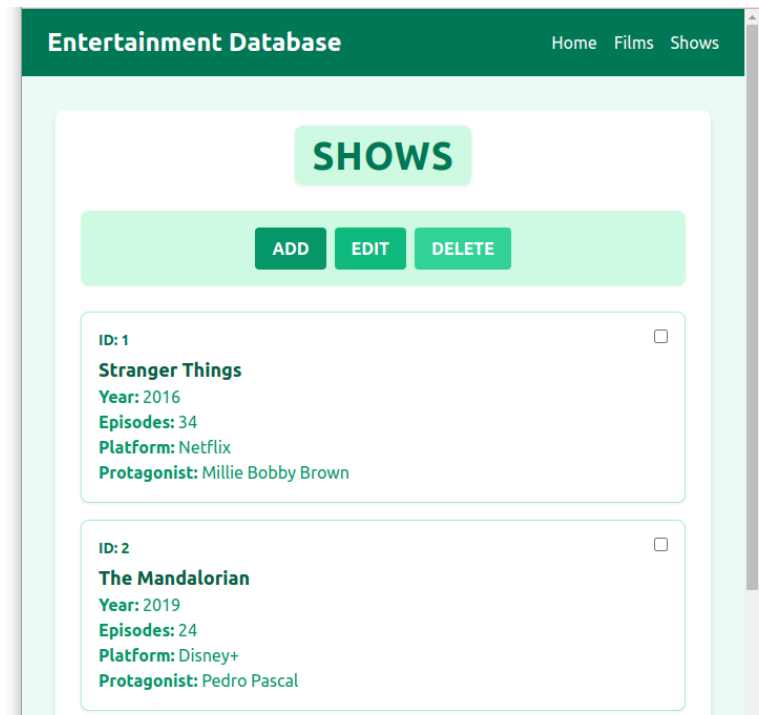 Entertainment Database Home Films Shows
SHOWS
ADD EDIT DELETE
ID: 1
Stranger Things
Year: 2016
Episodes: 34
Platform: Netflix
Protagonist: Millie Bobby Brown
ID: 2
The Mandalorian
Year: 2019
Episodes: 24
Platform: Disney+
Protagonist: Pedro Pascal